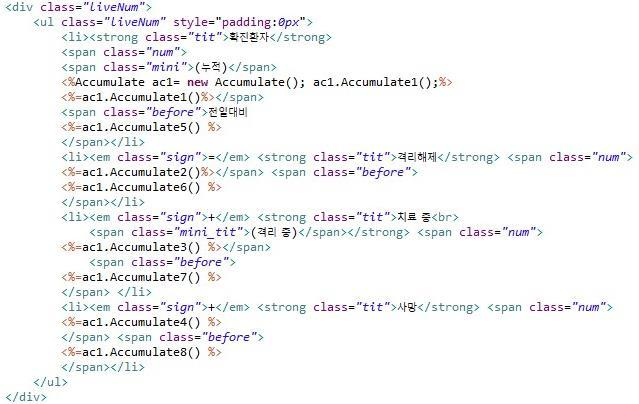 <div class="liveNum">
<ul class="liveNum" style="padding:0px">
<li><strong class="tit">확진환자</strong>
<span class="num">
<span class="mini">(누적)</span>
<%Accumulate ac1= new Accumulate(); ac1.Accumulate1();%>
<%=ac1.Accumulate1()%></span>
<span class="before">전일대비
<%=ac1.Accumulate5() %>
</span></li>
<li><em class="sign">=</em> <strong class="tit">격리해제</strong> <span class="num">
<%=ac1.Accumulate2()%></span> <span class="before">
<%=ac1.Accumulate6() %>
</span></li>
<li><em class="sign">+</em> <strong class="tit">치료 중<br>
<span class="mini_tit">(격리 중)</span></strong> <span class="num">
<%=ac1.Accumulate3() %></span>
<span class="before">
<%=ac1.Accumulate7() %>
</span> </li>
<li><em class="sign">+</em> <strong class="tit">사망</strong> <span class="num">
<%=ac1.Accumulate4() %>
</span> <span class="before">
<%=ac1.Accumulate8() %>
</span></li>
</ul>
</div>